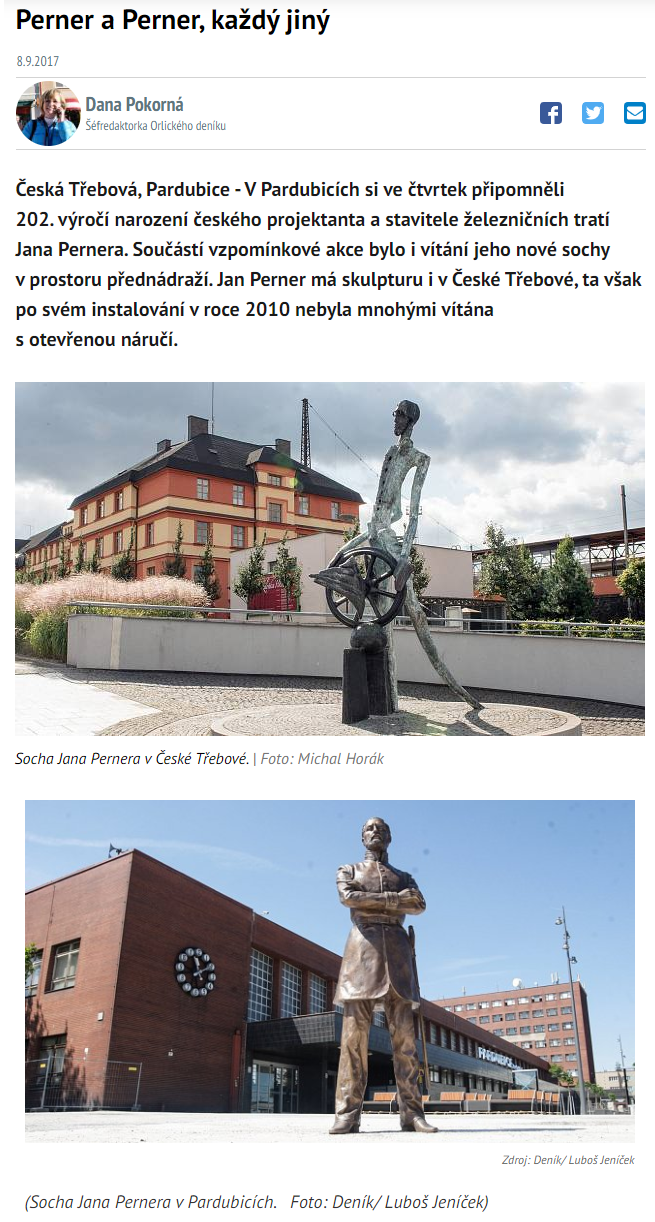 Perner a Perner, každý jiný
8.9.2017
Dana Pokorná
Šéfredaktorka Orlického deníku
Česká Třebová, Pardubice - V Pardubicích si ve čtvrtek připomněli
202. výročí narození českého projektanta a stavitele železničních tratí
Jana Pernera. Součástí vzpomínkové akce bylo i vítání jeho nové sochy
v prostoru přednádraží. Jan Perner má skulpturu i v České Třebové, ta však
po svém instalování v roce 2010 nebyla mnohými vítána
s otevřenou náručí.
Socha Jana Pernera v České Třebové. | Foto: Michal Horák
Zdroj: Deník/ Luboš Jeníček
(Socha Jana Pernera v Pardubicích. Foto: Deník/ Luboš Jeníček)